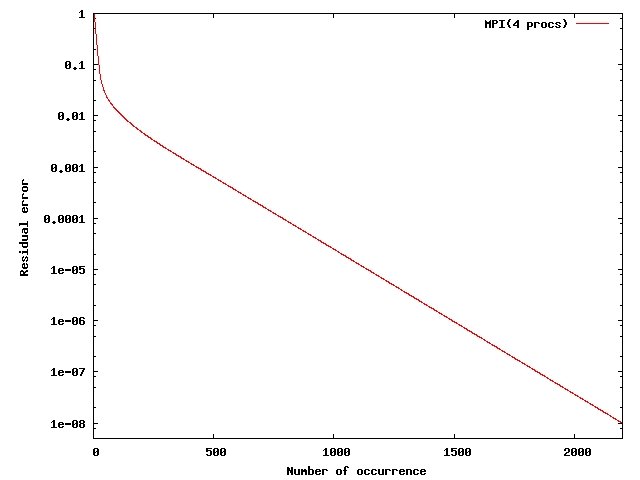 MPI(4 procs)
1
0.1
0.01
0.001
0.0001
1e-05
1e-06
1e-07
1e-08
Residual error
0 500 1000 1500 2000
Number of occurrence